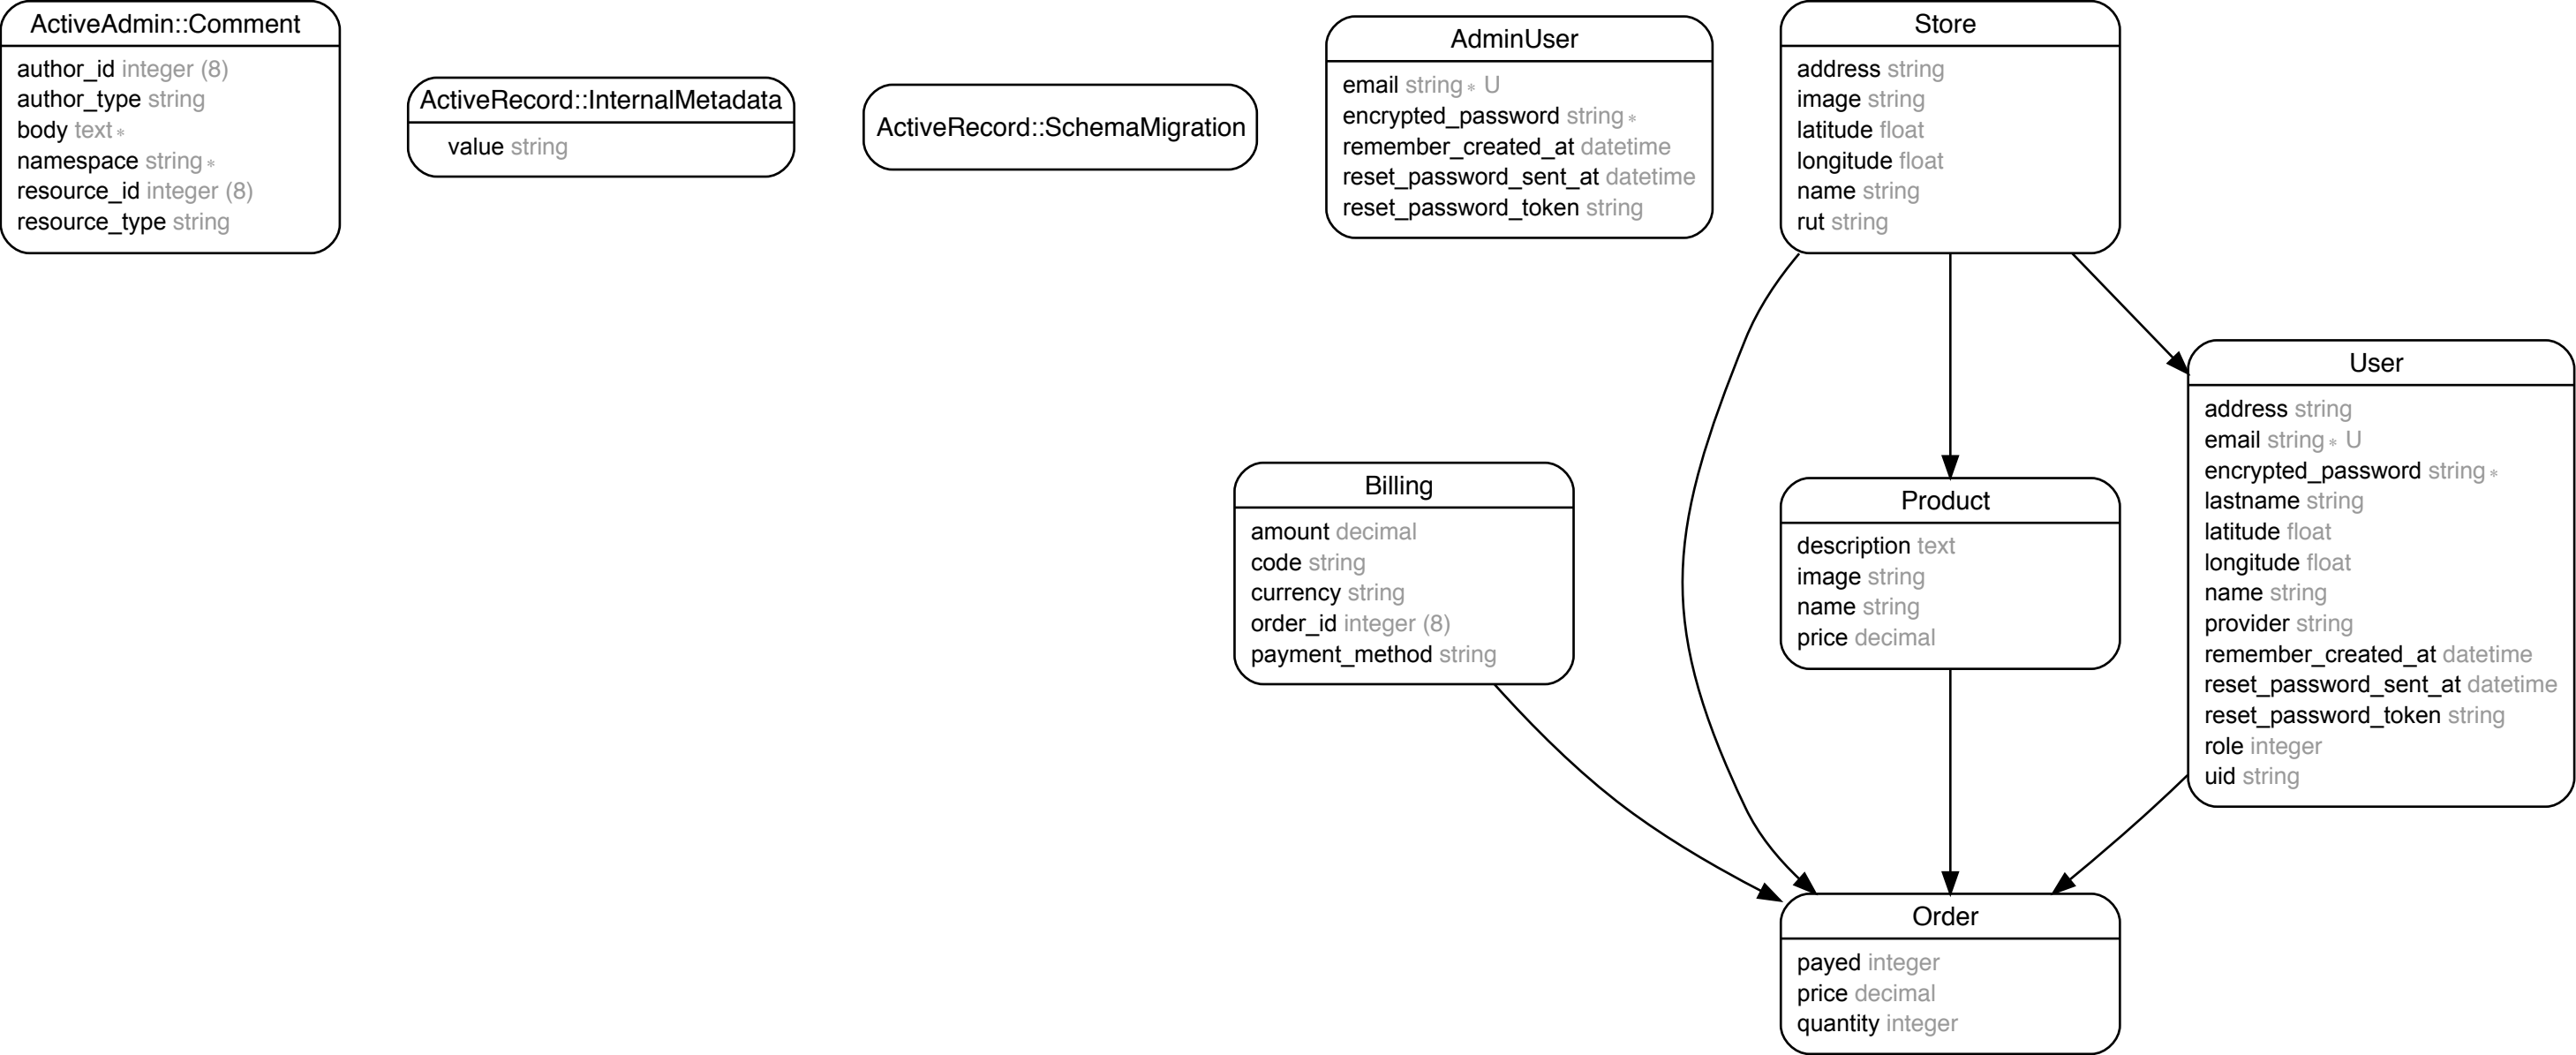 ActiveAdmin::Comment
author_id integer (8)
author_type string
body text *
namespace string *
resource_id integer (8)
resource_type string
ActiveRecord::InternalMetadata
value string
ActiveRecord::SchemaMigration
AdminUser
email string * U
encrypted_password string *
remember_created_at datetime
reset_password_sent_at datetime
reset_password_token string
Store
address string
image string
latitude float
longitude float
name string
rut string
Billing
amount decimal
code string
currency string
order_id integer (8)
payment_method string
Product
description text
image string
name string
price decimal
User
address string
email string * U
encrypted_password string *
lastname string
latitude float
longitude float
name string
provider string
remember_created_at datetime
reset_password_sent_at datetime
reset_password_token string
role integer
uid string
Order
payed integer
price decimal
quantity integer